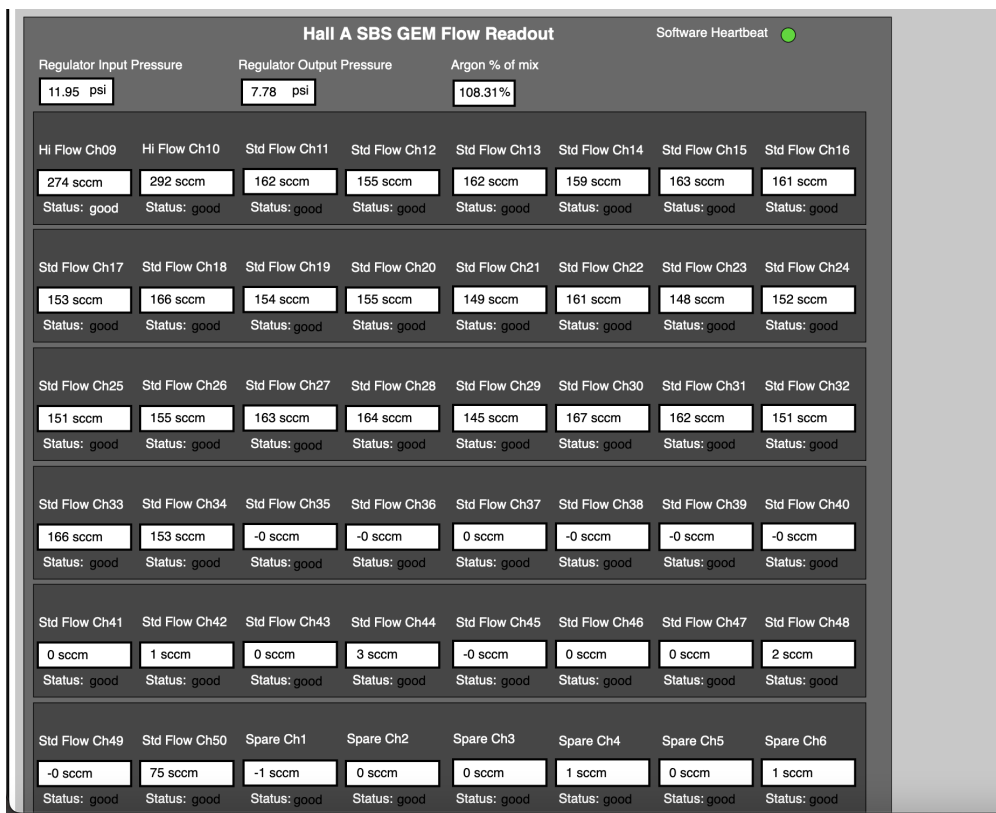 Hall A SBS GEM Flow Readout Software Heartbeat
Regulator Input Pressure Regulator Output Pressure Argon % of mix
11.95 psi 7.78 psi 108.31%
Hi Flow Ch09 Hi Flow Ch10 Std Flow Ch11 Std Flow Ch12 Std Flow Ch13 Std Flow Ch14 Std Flow Ch15 Std Flow Ch16
274 sccm 292 sccm 162 sccm 155 sccm 162 sccm 159 sccm 163 sccm 161 sccm
Status: good Status: good Status: good Status: good Status: good Status: good Status: good Status: good
Std Flow Ch17 Std Flow Ch18 Std Flow Ch19 Std Flow Ch20 Std Flow Ch21 Std Flow Ch22 Std Flow Ch23 Std Flow Ch24
153 sccm 166 sccm 154 sccm 155 sccm 149 sccm 161 sccm 148 sccm 152 sccm
Status: good Status: good Status: good Status: good Status: good Status: good Status: good Status: good
Std Flow Ch25 Std Flow Ch26 Std Flow Ch27 Std Flow Ch28 Std Flow Ch29 Std Flow Ch30 Std Flow Ch31 Std Flow Ch32
151 sccm 155 sccm 163 sccm 164 sccm 145 sccm 167 sccm 162 sccm 151 sccm
Status: good Status: good Status: good Status: good Status: good Status: good Status: good Status: good
Std Flow Ch33 Std Flow Ch34 Std Flow Ch35 Std Flow Ch36 Std Flow Ch37 Std Flow Ch38 Std Flow Ch39 Std Flow Ch40
166 sccm 153 sccm -0 sccm -0 sccm 0 sccm -0 sccm -0 sccm -0 sccm
Status: good Status: good Status: good Status: good Status: good Status: good Status: good Status: good
Std Flow Ch41 Std Flow Ch42 Std Flow Ch43 Std Flow Ch44 Std Flow Ch45 Std Flow Ch46 Std Flow Ch47 Std Flow Ch48
0 sccm 1 sccm 0 sccm 3 sccm -0 sccm 0 sccm 0 sccm 2 sccm
Status: good Status: good Status: good Status: good Status: good Status: good Status: good Status: good
Std Flow Ch49 Std Flow Ch50 Spare Ch1 Spare Ch2 Spare Ch3 Spare Ch4 Spare Ch5 Spare Ch6
-0 sccm 75 sccm -1 sccm 0 sccm 0 sccm 1 sccm 0 sccm 1 sccm
Status: good Status: good Status: good Status: good Status: good Status: good Status: good Status: good